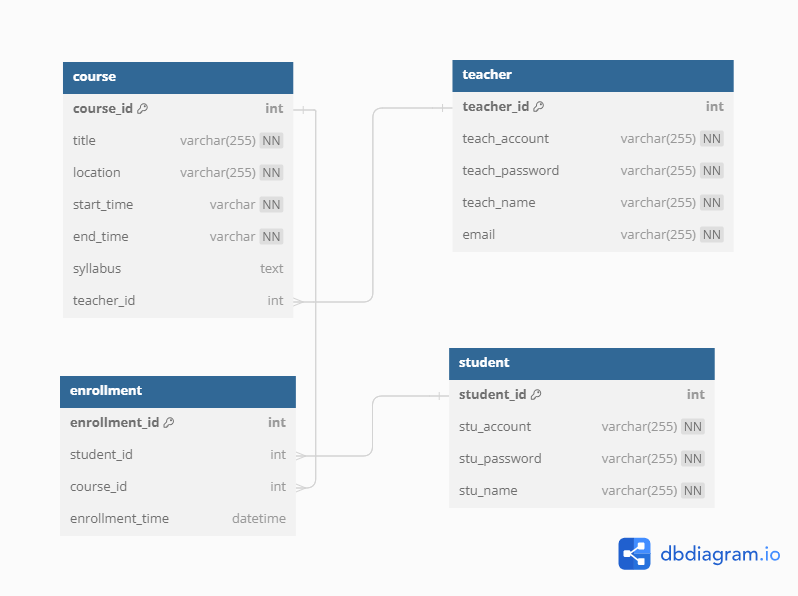 course
course_id int
title varchar(255) NN
location varchar(255) NN
start_time varchar NN
end_time varchar NN
syllabus text
teacher_id int
teacher
teacher_id int
teach_account varchar(255) NN
teach_password varchar(255) NN
teach_name varchar(255) NN
email varchar(255) NN
enrollment
enrollment_id int
student_id int
course_id int
enrollment_time datetime
student
student_id int
stu_account varchar(255) NN
stu_password varchar(255) NN
stu_name varchar(255) NN
dbdiagram.io